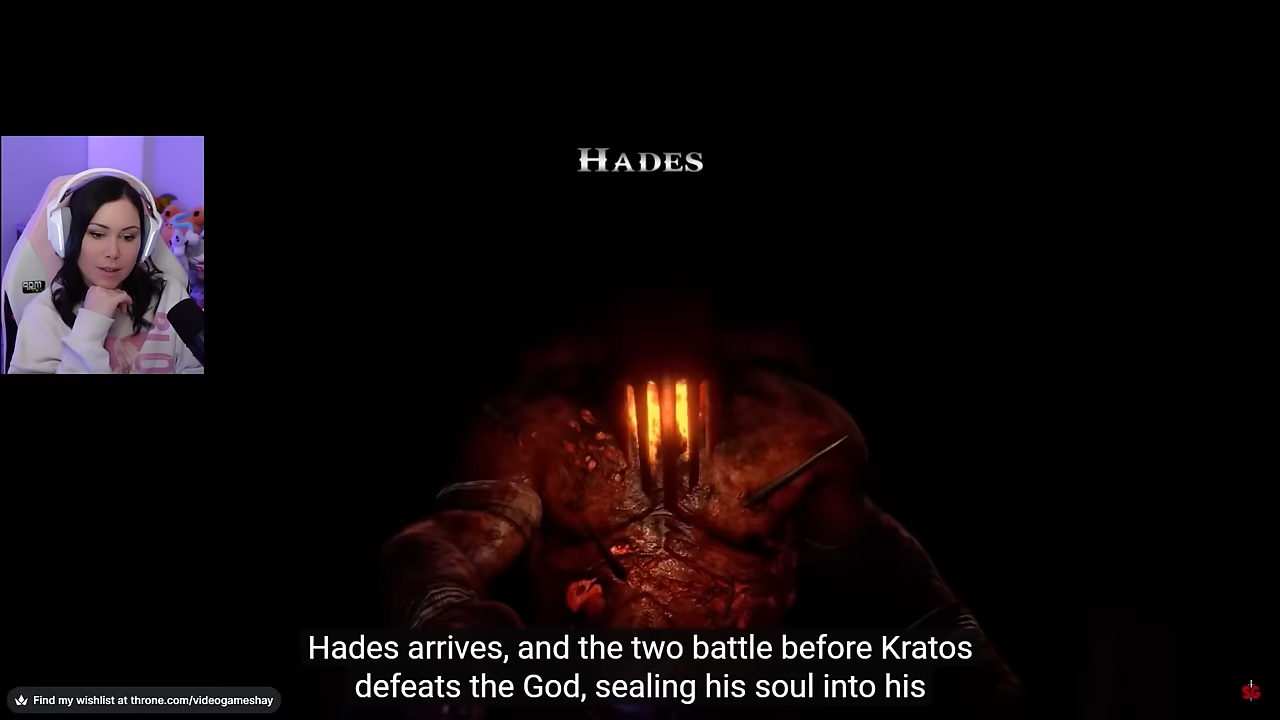 HADES
Hades arrives, and the two battle before Kratos
defeats the God, sealing his soul into his
Find my wishlist at throne.com/videogameshay
SG